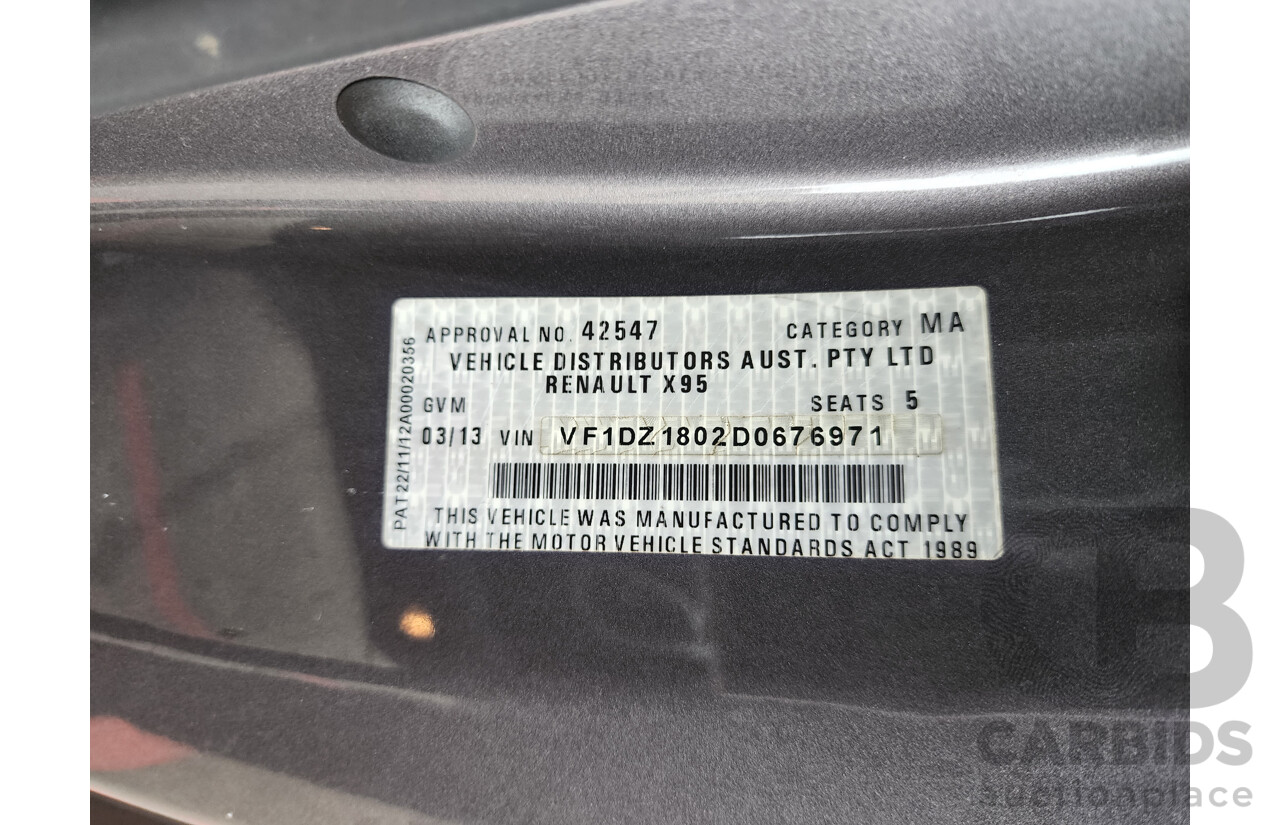 APPROVAL NO. 42547 CATEGORY MA
VEHICLE DISTRIBUTORS AUST. PTY LTD
RENAULT X95
GVM SEATS 5
03/13 VIN VF1DZ1802D0676971
THIS VEHICLE WAS MANUFACTURED TO COMPLY
WITH THE MOTOR VEHICLE STANDARDS ACT 1989
PAT22/11/12A00020356
B
CARBIDS
auctionplace